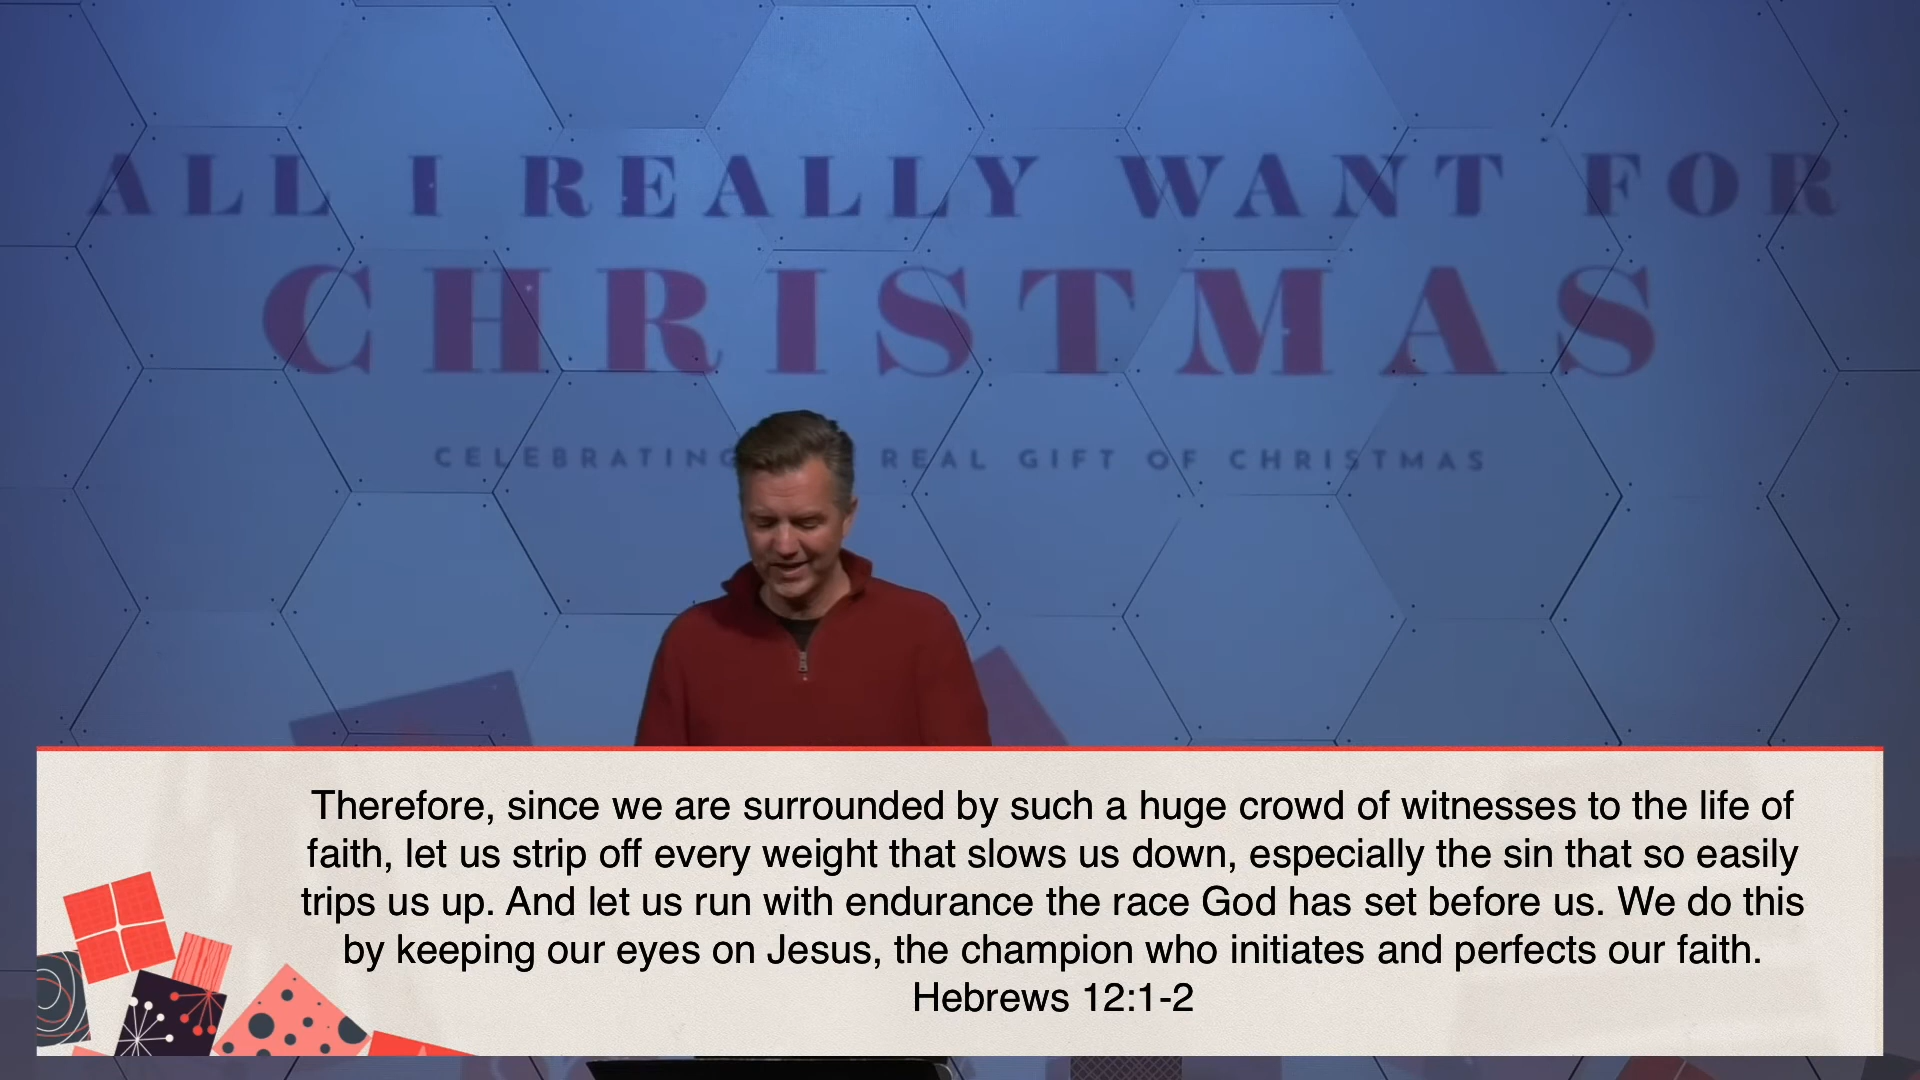 ALL I REALLY WANT FOR
CHRISTMAS
CELEBRATING REAL GIFT OF CHRISTMAS
Therefore, since we are surrounded by such a huge crowd of witnesses to the life of
faith, let us strip off every weight that slows us down, especially the sin that so easily
trips us up. And let us run with endurance the race God has set before us. We do this
by keeping our eyes on Jesus, the champion who initiates and perfects our faith.
Hebrews 12:1-2